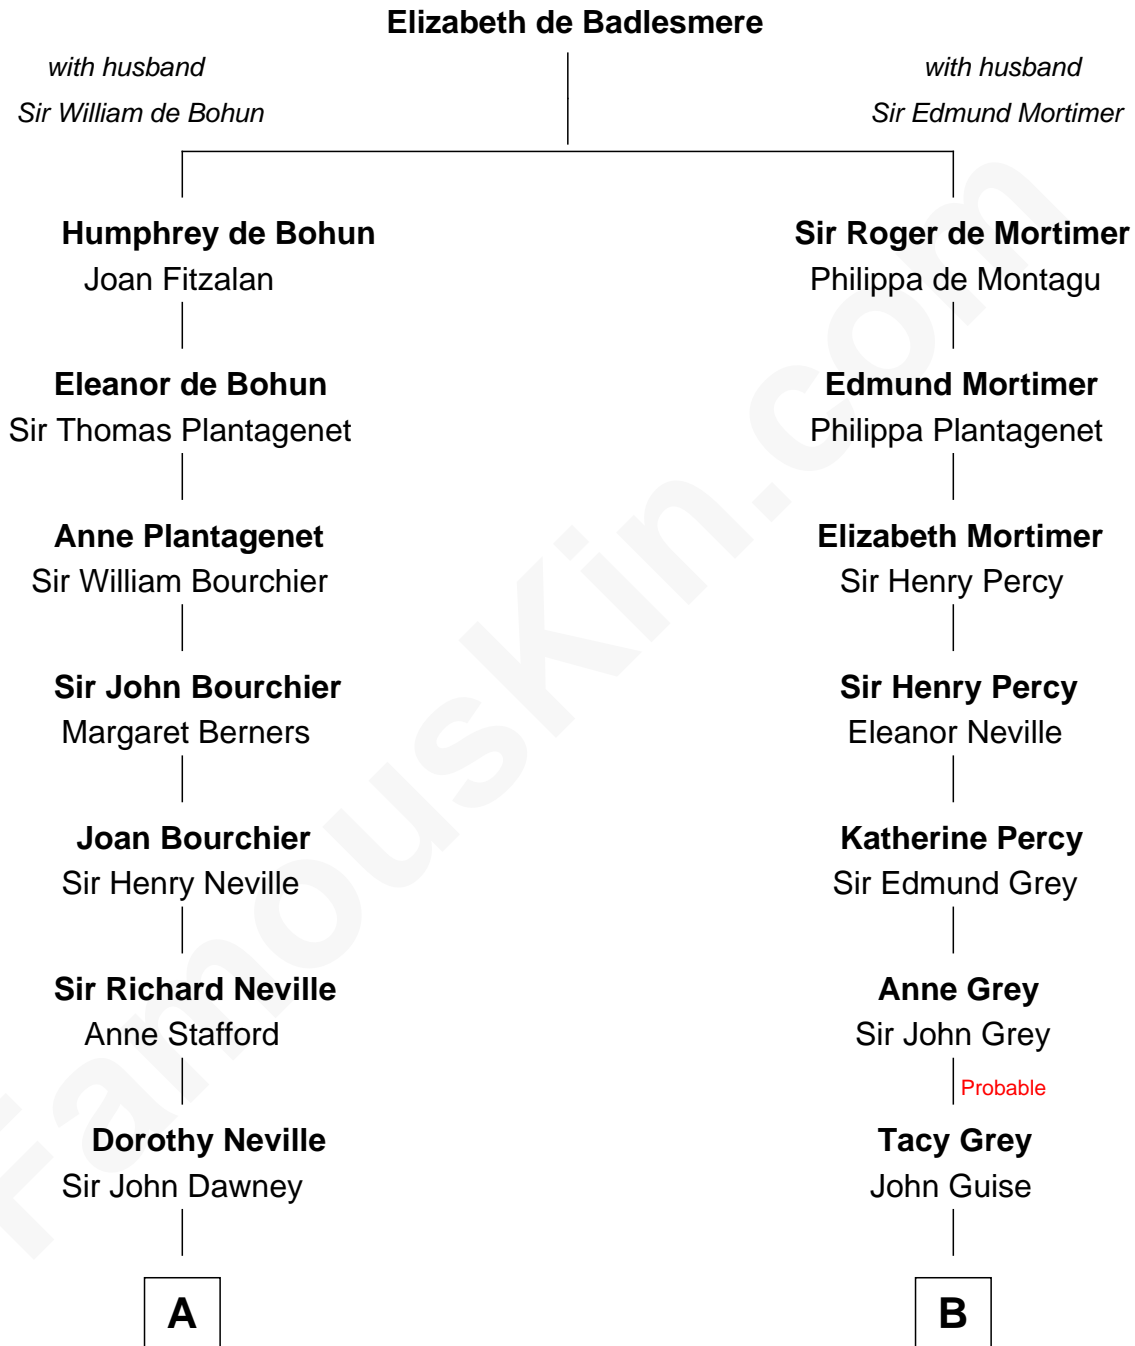 Elizabeth de Badlesmere
with husband
Sir William de Bohun
with husband
Sir Edmund Mortimer
Humphrey de Bohun
Joan Fitzalan
Sir Roger de Mortimer
Philippa de Montagu
Eleanor de Bohun
Sir Thomas Plantagenet
Edmund Mortimer
Philippa Plantagenet
Anne Plantagenet
Sir William Bourchier
Elizabeth Mortimer
Sir Henry Percy
Sir John Bourchier
Margaret Berners
Sir Henry Percy
Eleanor Neville
Joan Bourchier
Sir Henry Neville
Katherine Percy
Sir Edmund Grey
Sir Richard Neville
Anne Stafford
Anne Grey
Sir John Grey
Probable
Dorothy Neville
Sir John Dawney
Tacy Grey
John Guise
A
B
FamousKin.com